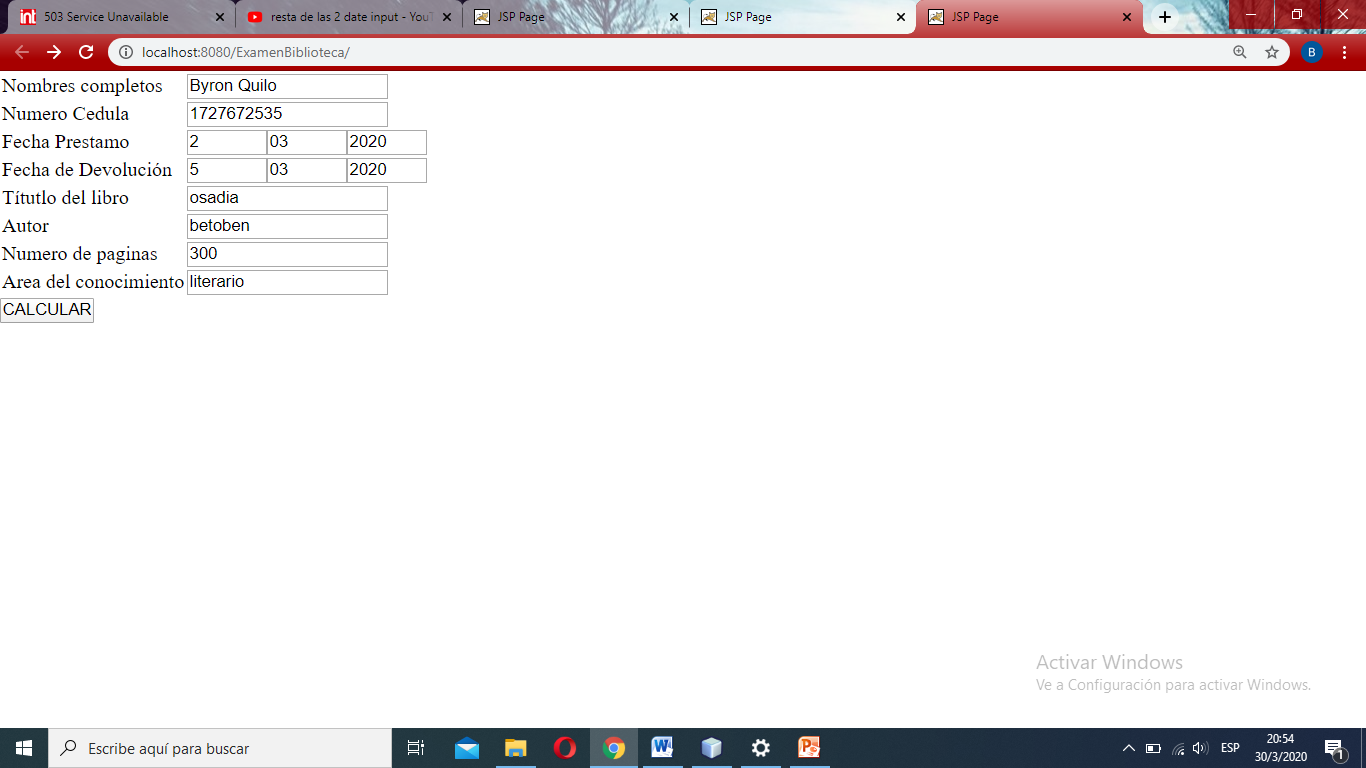 503 Service Unavailable
resta de las 2 date input - YouT
JSP Page
JSP Page
JSP Page
localhost:8080/ExamenBiblioteca/
B
Nombres completos Byron Quilo
Numero Cedula 1727672535
Fecha Prestamo 2 03 2020
Fecha de Devolución 5 03 2020
Títutlo del libro osadia
Autor betoben
Numero de paginas 300
Area del conocimiento literario
CALCULAR
Activar Windows
Ve a Configuración para activar Windows.
Escribe aquí para buscar
ESP
20:54
30/3/2020
1